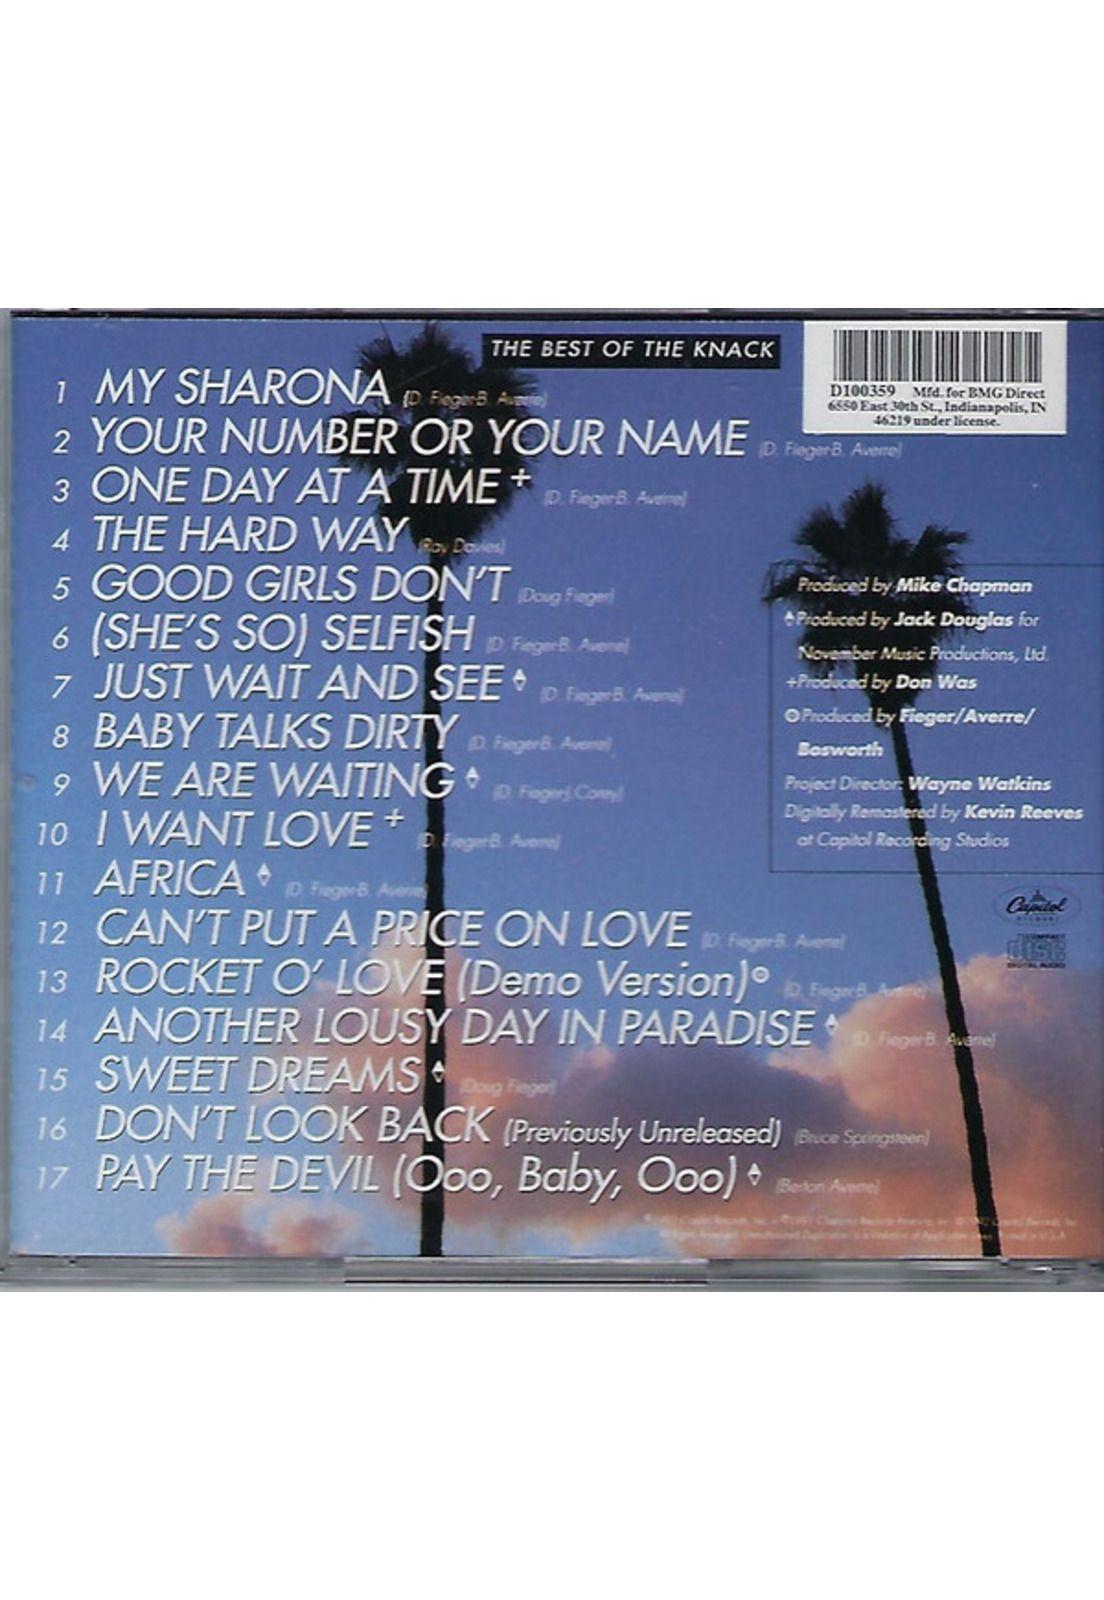 THE BEST OF THE KNACK
D100359 Mfd. for BMG Direct
6550 East 30th St., Indianapolis, IN
46219 under license.
1 MY SHARONA (D. Fieger-B. Averre)
2 YOUR NUMBER OR YOUR NAME (D. Fieger-B. Averre)
3 ONE DAY AT A TIME + (D. Fieger-B. Averre)
4 THE HARD WAY (Ray Davies)
5 GOOD GIRLS DON'T (Doug Fieger)
6 (SHE'S SO) SELFISH (D. Fieger-B. Averre)
7 JUST WAIT AND SEE ♦ (D. Fieger-B. Averre)
8 BABY TALKS DIRTY (D. Fieger-B. Averre)
9 WE ARE WAITING ♦ (D. Fieger-J. Corey)
10 I WANT LOVE + (D. Fieger-B. Averre)
11 AFRICA ♦ (D. Fieger-B. Averre)
12 CAN'T PUT A PRICE ON LOVE (D. Fieger-B. Averre)
13 ROCKET O' LOVE (Demo Version) ⊙ (D. Fieger-B. Averre)
14 ANOTHER LOUSY DAY IN PARADISE ♦ (D. Fieger-B. Averre)
15 SWEET DREAMS ♦ (Doug Fieger)
16 DON'T LOOK BACK (Previously Unreleased) (Bruce Springsteen)
17 PAY THE DEVIL (Ooo, Baby, Ooo) ♦ (Berton Averre)
Produced by Mike Chapman
♦Produced by Jack Douglas for
November Music Productions, Ltd.
+Produced by Don Was
⊙Produced by Fieger/Averre/
Bosworth
Project Director: Wayne Watkins
Digitally Remastered by Kevin Reeves
at Capitol Recording Studios
Capitol
RECORDS
COMPACT
disc
DIGITAL AUDIO